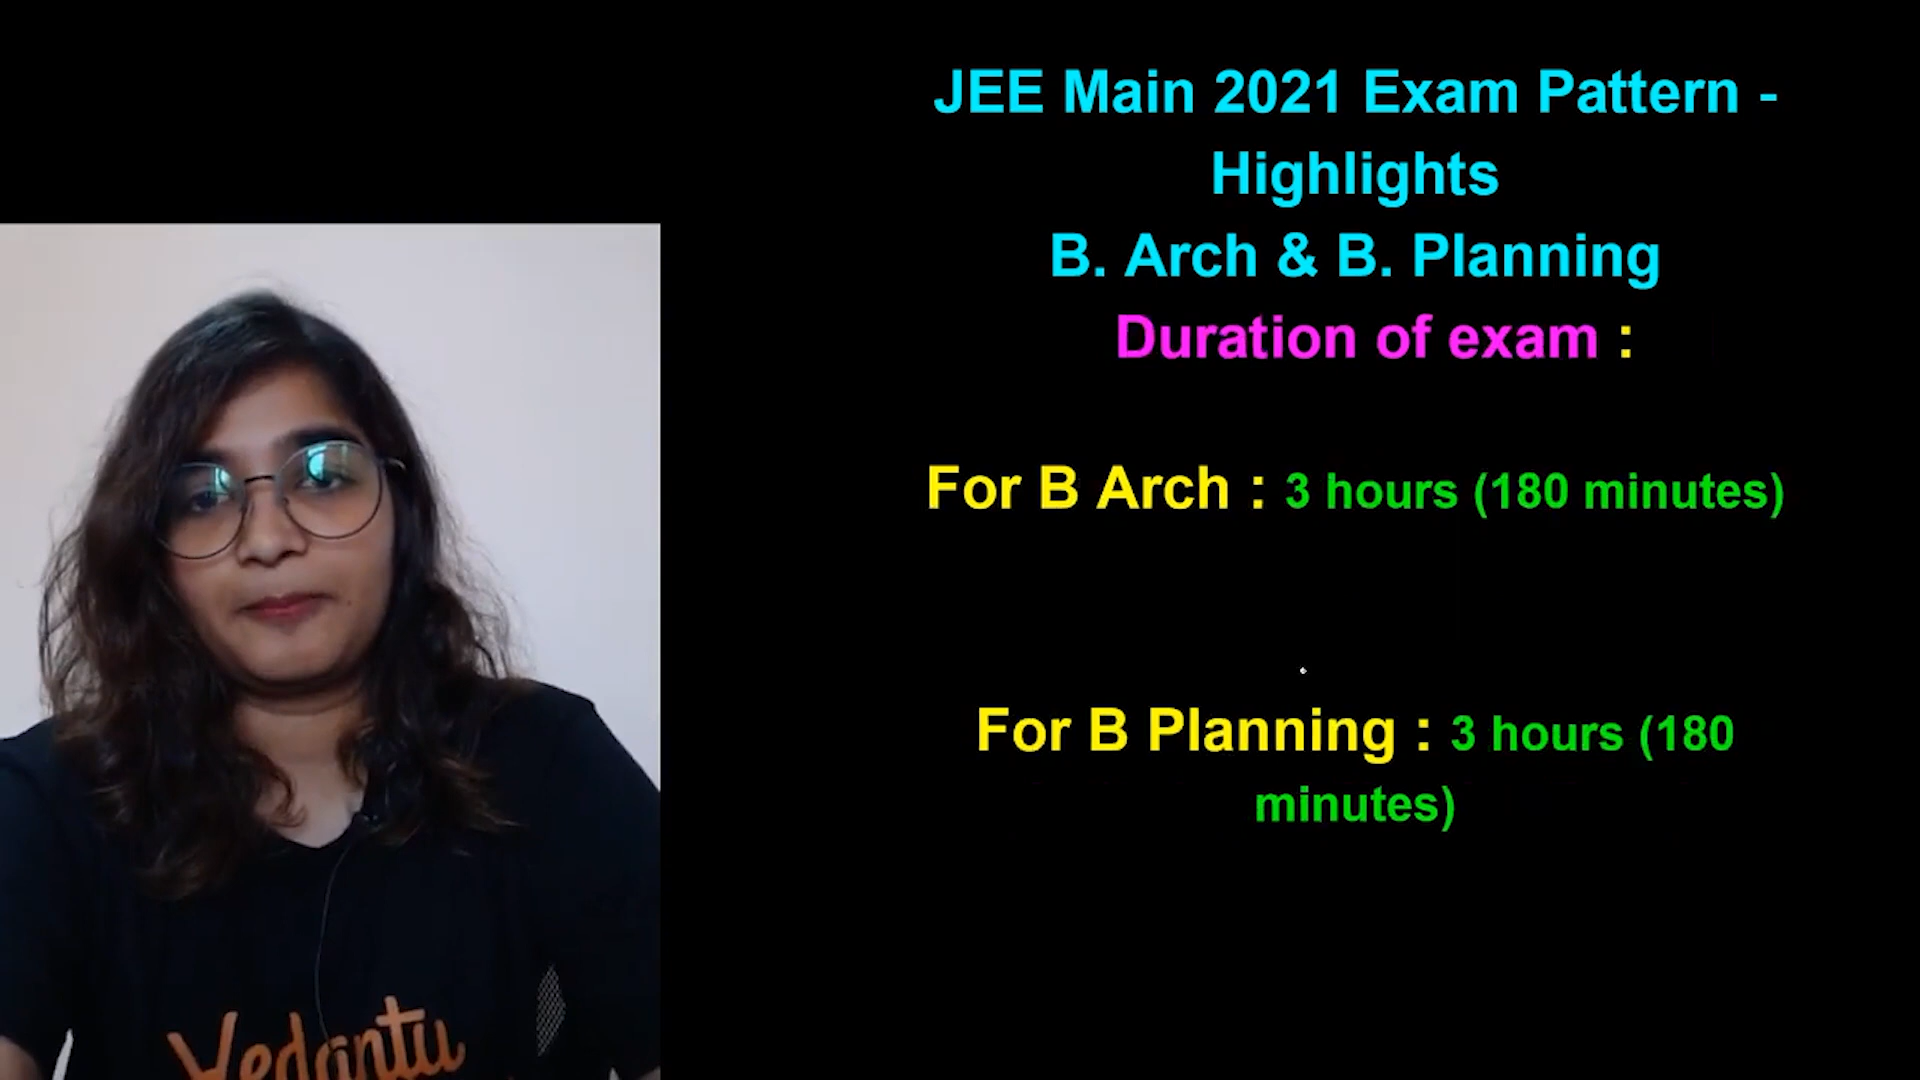 JEE Main 2021 Exam Pattern -
Highlights
B. Arch & B. Planning
Duration of exam :
For B Arch : 3 hours (180 minutes)
For B Planning : 3 hours (180
minutes)
Vedantu